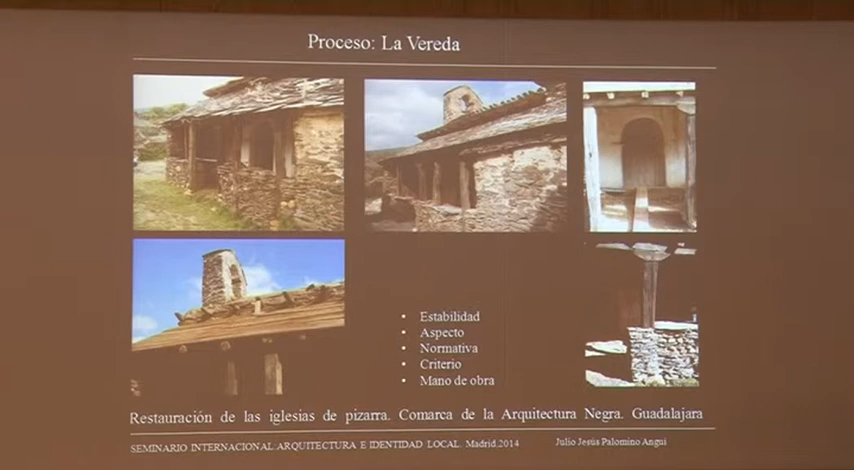 Proceso: La Vereda
• Estabilidad
• Aspecto
• Normativa
• Criterio
• Mano de obra
Restauración de las iglesias de pizarra. Comarca de la Arquitectura Negra. Guadalajara
SEMINARIO INTERNACIONAL:ARQUITECTURA E IDENTIDAD LOCAL. Madrid.2014 Julio Jesús Palomino Angui